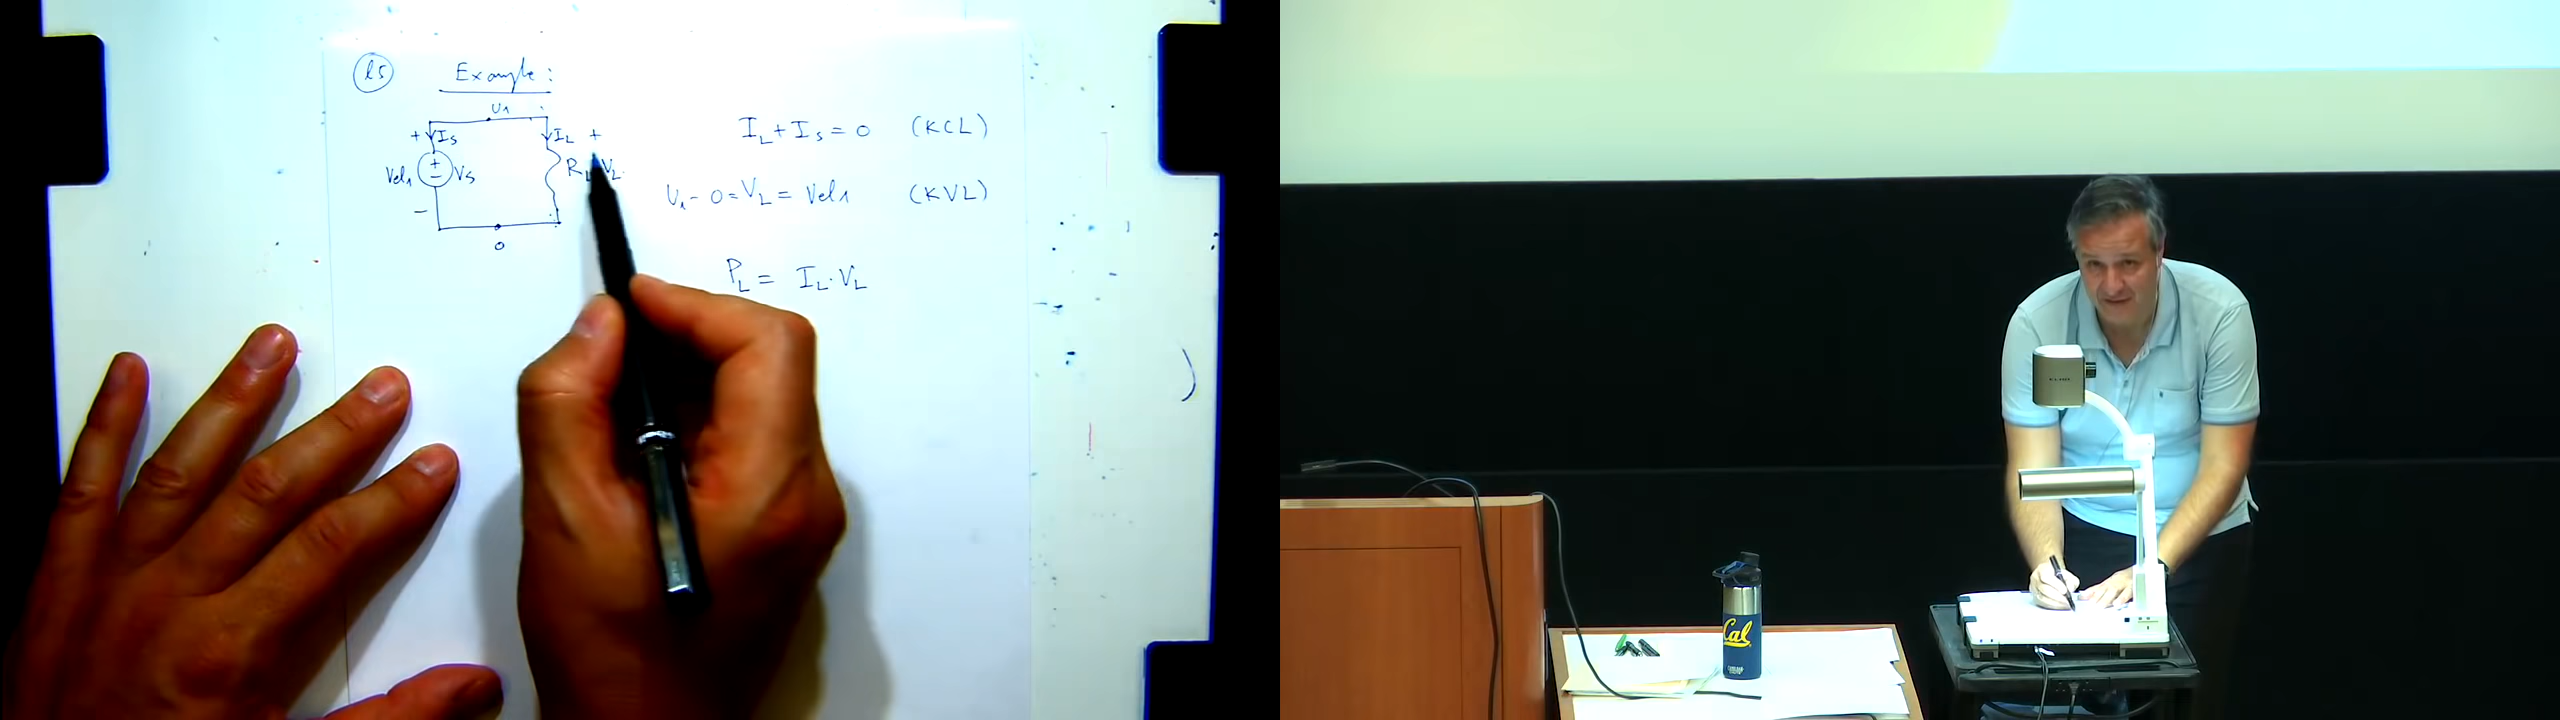 15 Example:
U1
+ IS IL +
Vel1 + - VS RL VL
-
0
IL + IS = 0 (KCL)
U1 - 0 = VL = Vel1 (KVL)
PL = IL · VL
Cal